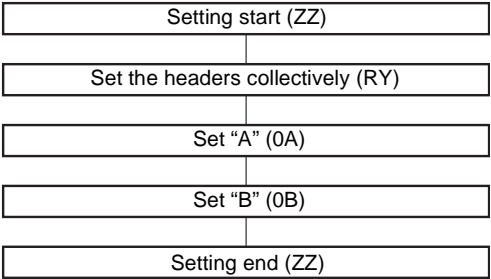 Setting start (ZZ)
Set the headers collectively (RY)
Set “A” (0A)
Set “B” (0B)
Setting end (ZZ)